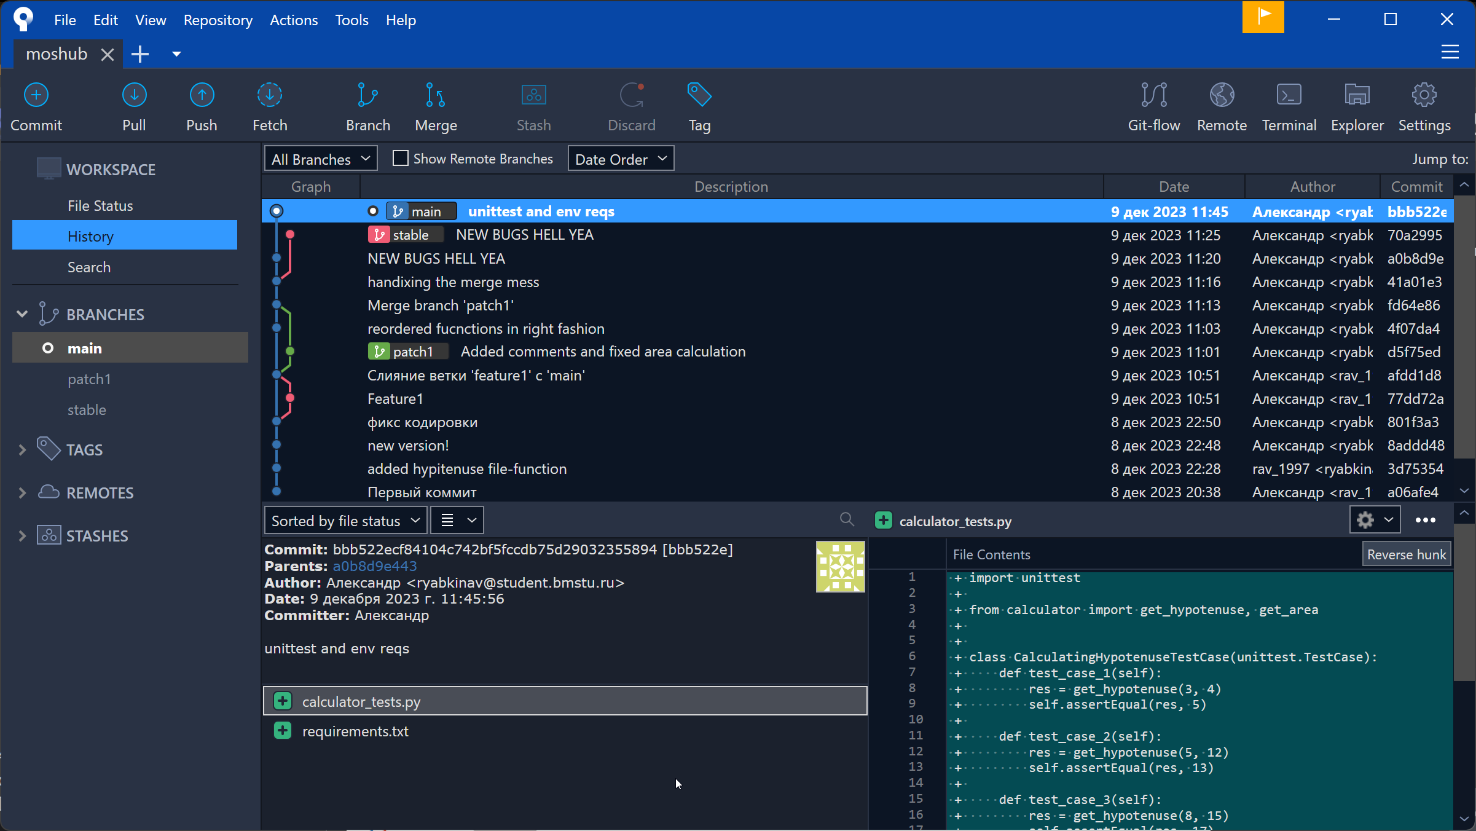 File Edit View Repository Actions Tools Help
moshub
Commit Pull Push Fetch Branch Merge Stash Discard Tag Git-flow Remote Terminal Explorer Settings
WORKSPACE
File Status
History
Search
BRANCHES
main
patch1
stable
TAGS
REMOTES
STASHES
All Branches Show Remote Branches Date Order Jump to:
Graph Description Date Author Commit
main unittest and env reqs 9 дек 2023 11:45 Александр <ryab bbb522e
stable NEW BUGS HELL YEA 9 дек 2023 11:25 Александр <ryabk 70a2995
NEW BUGS HELL YEA 9 дек 2023 11:20 Александр <ryabk a0b8d9e
handixing the merge mess 9 дек 2023 11:16 Александр <ryabk 41a01e3
Merge branch 'patch1' 9 дек 2023 11:13 Александр <ryabk fd64e86
reordered fucnctions in right fashion 9 дек 2023 11:03 Александр <ryabk 4f07da4
patch1 Added comments and fixed area calculation 9 дек 2023 11:01 Александр <ryabk d5f75ed
Слияние ветки 'feature1' с 'main' 9 дек 2023 10:51 Александр <rav_1 afdd1d8
Feature1 9 дек 2023 10:51 Александр <rav_1 77dd72a
фикс кодировки 8 дек 2023 22:50 Александр <ryabk 801f3a3
new version! 8 дек 2023 22:48 Александр <ryabk 8addd48
added hypitenuse file-function 8 дек 2023 22:28 rav_1997 <ryabkin 3d75354
Первый коммит 8 дек 2023 20:38 Александр <rav_1 a06afe4
Sorted by file status
Commit: bbb522ecf84104c742bf5fccdb75d29032355894 [bbb522e]
Parents: a0b8d9e443
Author: Александр <ryabkinav@student.bmstu.ru>
Date: 9 декабря 2023 г. 11:45:56
Committer: Александр
unittest and env reqs
calculator_tests.py
requirements.txt
calculator_tests.py
File Contents Reverse hunk
1 + import unittest
2 +
3 + from calculator import get_hypotenuse, get_area
4 +
5 +
6 + class CalculatingHypotenuseTestCase(unittest.TestCase):
7 + def test_case_1(self):
8 + res = get_hypotenuse(3, 4)
9 + self.assertEqual(res, 5)
10 +
11 + def test_case_2(self):
12 + res = get_hypotenuse(5, 12)
13 + self.assertEqual(res, 13)
14 +
15 + def test_case_3(self):
16 + res = get_hypotenuse(8, 15)
17 + self.assertEqual(res, 17)